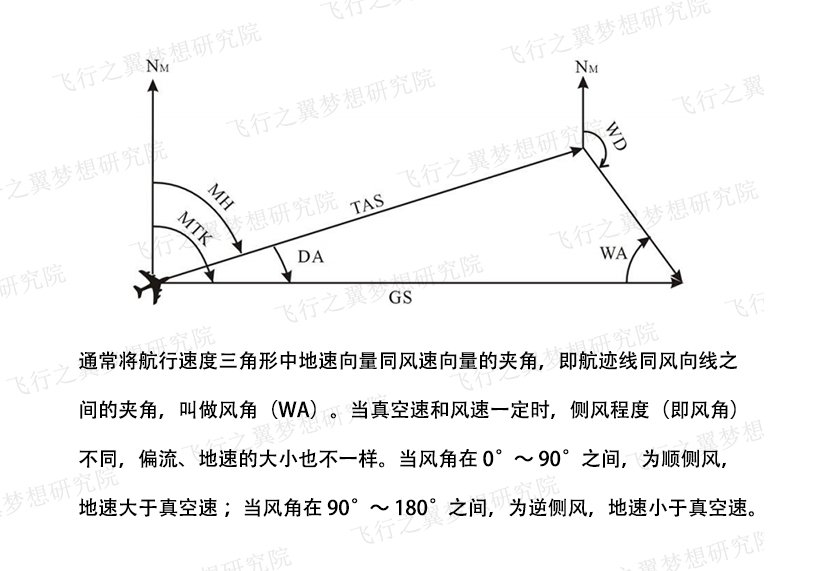 NM
NM
WD
MH
TAS
MTK
DA
WA
GS
通常将航行速度三角形中地速向量同风速向量的夹角，即航迹线同风向线之
间的夹角，叫做风角（WA）。当真空速和风速一定时，侧风程度（即风角）
不同，偏流、地速的大小也不一样。当风角在 0°～90°之间，为顺侧风，
地速大于真空速；当风角在 90°～180°之间，为逆侧风，地速小于真空速。
飞行之翼梦想研究院